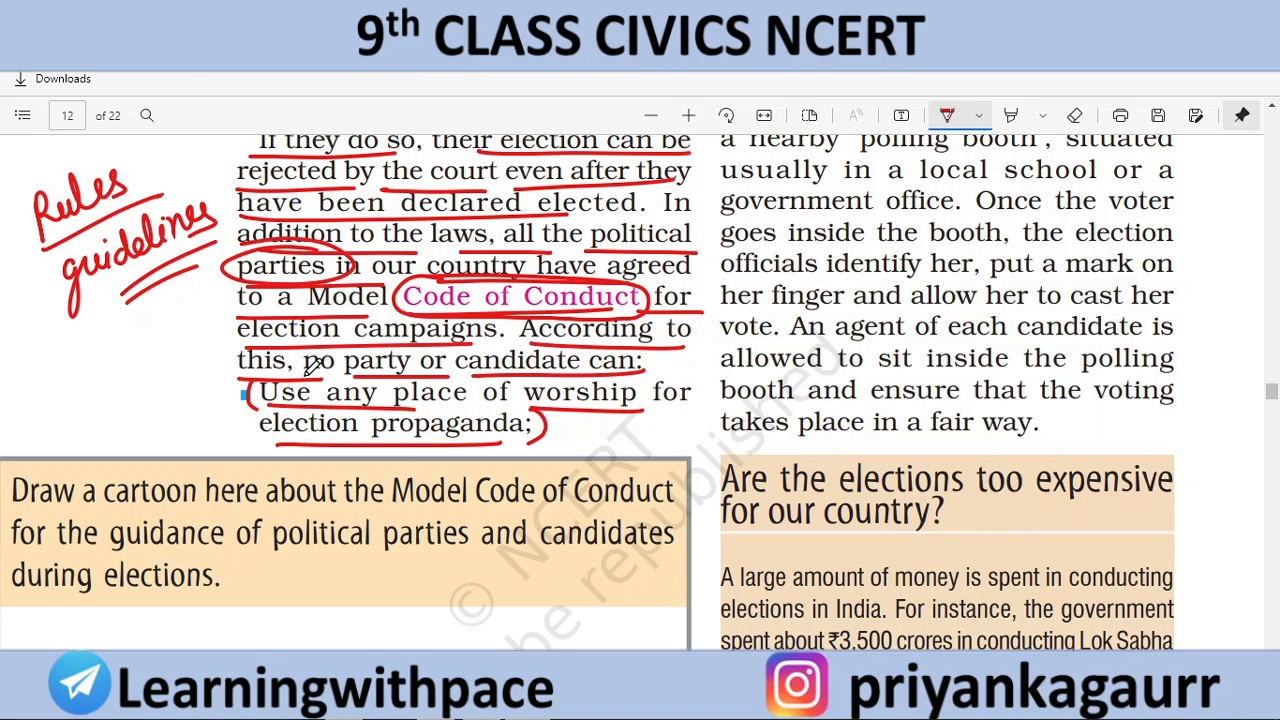 9th CLASS CIVICS NCERT
Downloads
12 of 22
Rules
guidelines
If they do so, their election can be
rejected by the court even after they
have been declared elected. In
addition to the laws, all the political
parties in our country have agreed
to a Model Code of Conduct for
election campaigns. According to
this, no party or candidate can:
Use any place of worship for
election propaganda;
Draw a cartoon here about the Model Code of Conduct
for the guidance of political parties and candidates
during elections.
a nearby 'polling booth', situated
usually in a local school or a
government office. Once the voter
goes inside the booth, the election
officials identify her, put a mark on
her finger and allow her to cast her
vote. An agent of each candidate is
allowed to sit inside the polling
booth and ensure that the voting
takes place in a fair way.
Are the elections too expensive
for our country?
A large amount of money is spent in conducting
elections in India. For instance, the government
spent about ₹3,500 crores in conducting Lok Sabha
© NCERT
be republished
Learningwithpace
priyankagaurr